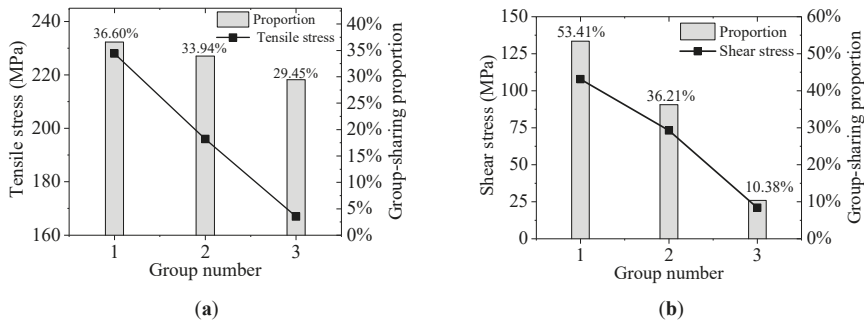 240
220
200
180
160
Tensile stress (MPa)
36.60%
33.94%
29.45%
Proportion
Tensile stress
40%
35%
30%
25%
20%
15%
10%
5%
0%
Group-sharing proportion
1 2 3
Group number
(a)
150
125
100
75
50
25
0
Shear stress (MPa)
53.41%
36.21%
10.38%
Proportion
Shear stress
60%
50%
40%
30%
20%
10%
0%
Group-sharing proportion
1 2 3
Group number
(b)